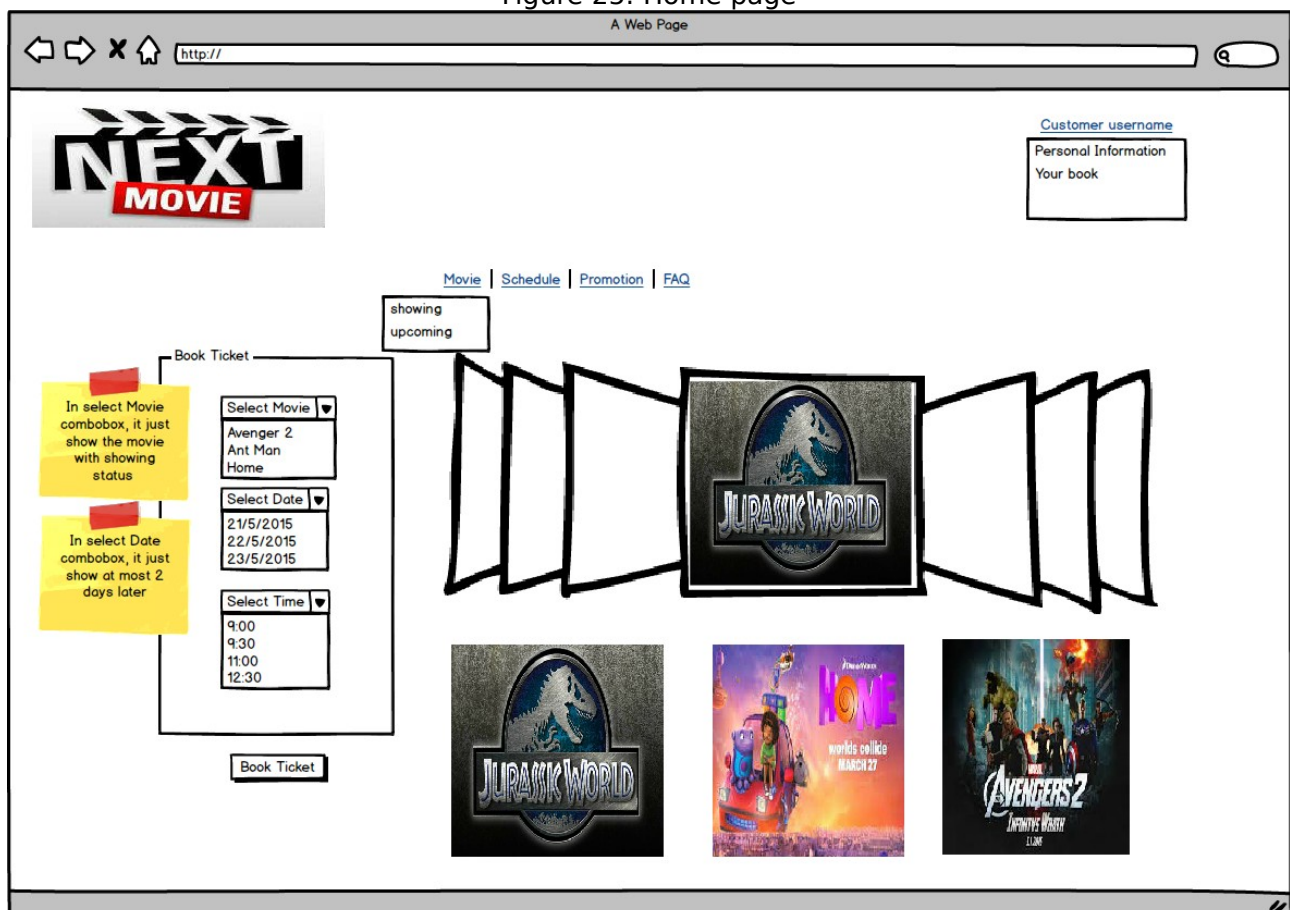 Figure 23: Home page
A Web Page
http://
NEXT
MOVIE
Customer username
Personal Information
Your book
Movie | Schedule | Promotion | FAQ
showing
upcoming
Book Ticket
In select Movie
combobox, it just
show the movie
with showing
status
Select Movie
Avenger 2
Ant Man
Home
Select Date
21/5/2015
22/5/2015
23/5/2015
In select Date
combobox, it just
show at most 2
days later
Select Time
9:00
9:30
11:00
12:30
Book Ticket
JURASSIC WORLD
JURASSIC WORLD
DREAMWORKS
HOME
worlds collide
MARCH 27
MARVEL
AVENGERS 2